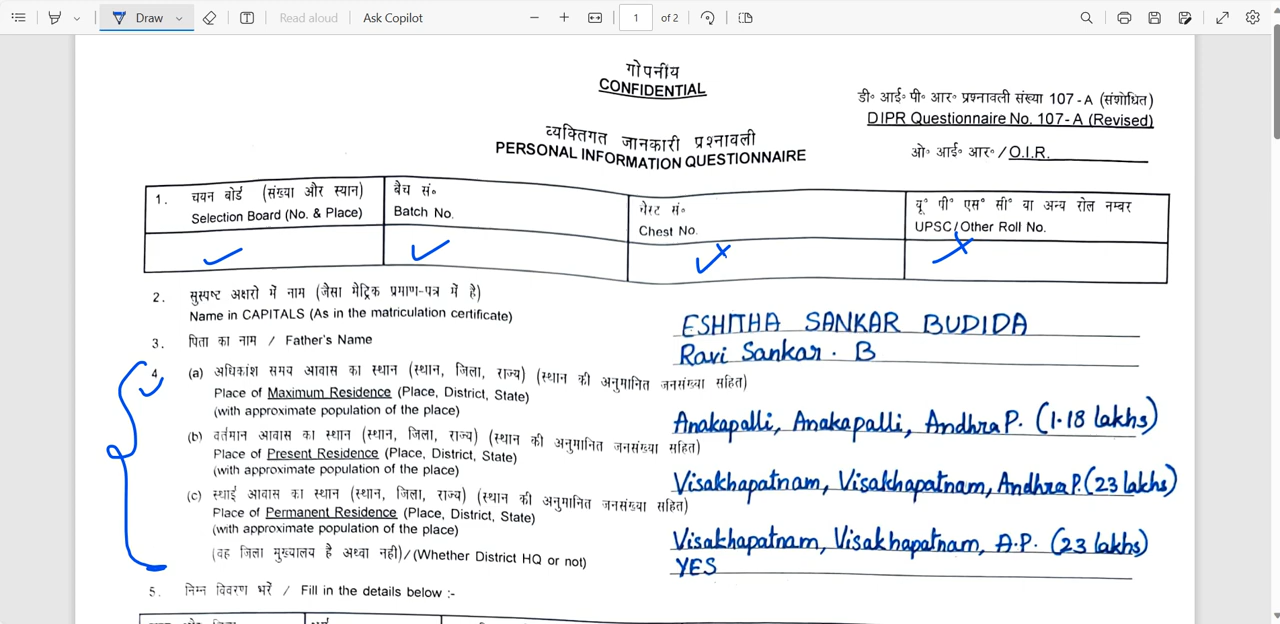 Draw
Read aloud
Ask Copilot
1
of 2
गोपनीय
CONFIDENTIAL
डी॰ आई॰ पी॰ आर॰ प्रश्नावली संख्या 107-A (संशोधित)
DIPR Questionnaire No. 107-A (Revised)
व्यक्तिगत जानकारी प्रश्नावली
PERSONAL INFORMATION QUESTIONNAIRE
ओ॰ आई॰ आर॰/O.I.R.
1. चयन बोर्ड (संख्या और स्थान)
Selection Board (No. & Place)
बैच सं॰
Batch No.
चेस्ट सं॰
Chest No.
यू॰ पी॰ एस॰ सी॰ वा अन्य रोल नम्बर
UPSC/Other Roll No.
2. सुस्पष्ट अक्षरो में नाम (जैसा मेट्रिक प्रमाण-पत्र में है)
Name in CAPITALS (As in the matriculation certificate)
ESHITHA SANKAR BUDIDA
3. पिता का नाम / Father's Name
Ravi Sankar. B
4. (a) अधिकांश समय आवास का स्थान (स्थान, जिला, राज्य) (स्थान की अनुमानित जनसंख्या सहित)
Place of Maximum Residence (Place, District, State)
(with approximate population of the place)
Anakapalli, Anakapalli, Andhra P. (1.18 lakhs)
(b) वर्तमान आवास का स्थान (स्थान, जिला, राज्य) (स्थान की अनुमानित जनसंख्या सहित)
Place of Present Residence (Place, District, State)
(with approximate population of the place)
Visakhapatnam, Visakhapatnam, Andhra P. (23 lakhs)
(c) स्थाई आवास का स्थान (स्थान, जिला, राज्य) (स्थान की अनुमानित जनसंख्या सहित)
Place of Permanent Residence (Place, District, State)
(with approximate population of the place)
Visakhapatnam, Visakhapatnam, A.P. (23 lakhs)
(वह जिला मुख्यालय है अथवा नही)/(Whether District HQ or not)
YES
5. निम्न विवरण भरें / Fill in the details below :-